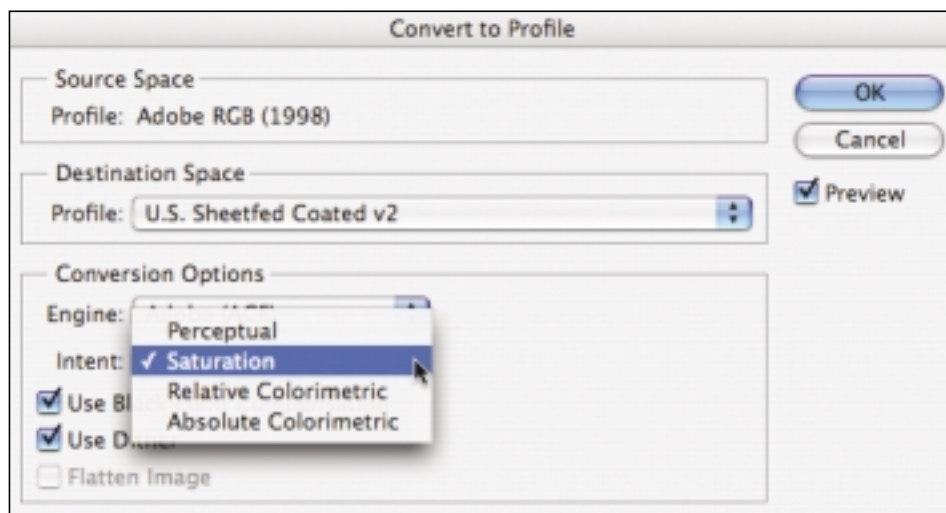 Convert to Profile
Source Space
Profile: Adobe RGB (1998)
OK
Cancel
Preview
Destination Space
Profile: U.S. Sheetfed Coated v2
Conversion Options
Engine:
Perceptual
Intent: ✓ Saturation
Relative Colorimetric
Absolute Colorimetric
Use
Use
Flatten Image